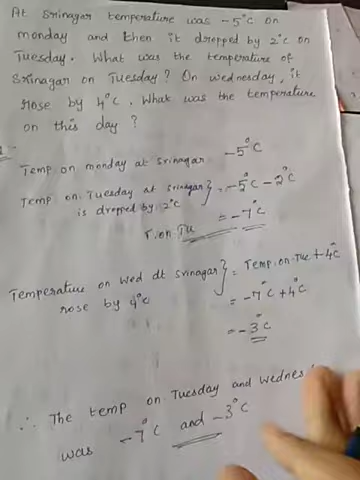 At Srinagar temperature was -5°C on
monday and then it dropped by 2°C on
Tuesday. What was the temperature of
Srinagar on Tuesday? On wednesday, it
rose by 4°C. What was the temperature
on this day?
Temp on monday at srinagar -5°C
Temp on Tuesday at srinagar } = -5°C - 2°C
is dropped by 2°C
T.on.Tu = -7°C
Temperature on Wed at Srinagar } = Temp.on.Tue + 4°C
rose by 4°C = -7°C + 4°C
= -3°C
∴ The temp on Tuesday and wednes
was -7°C and -3°C